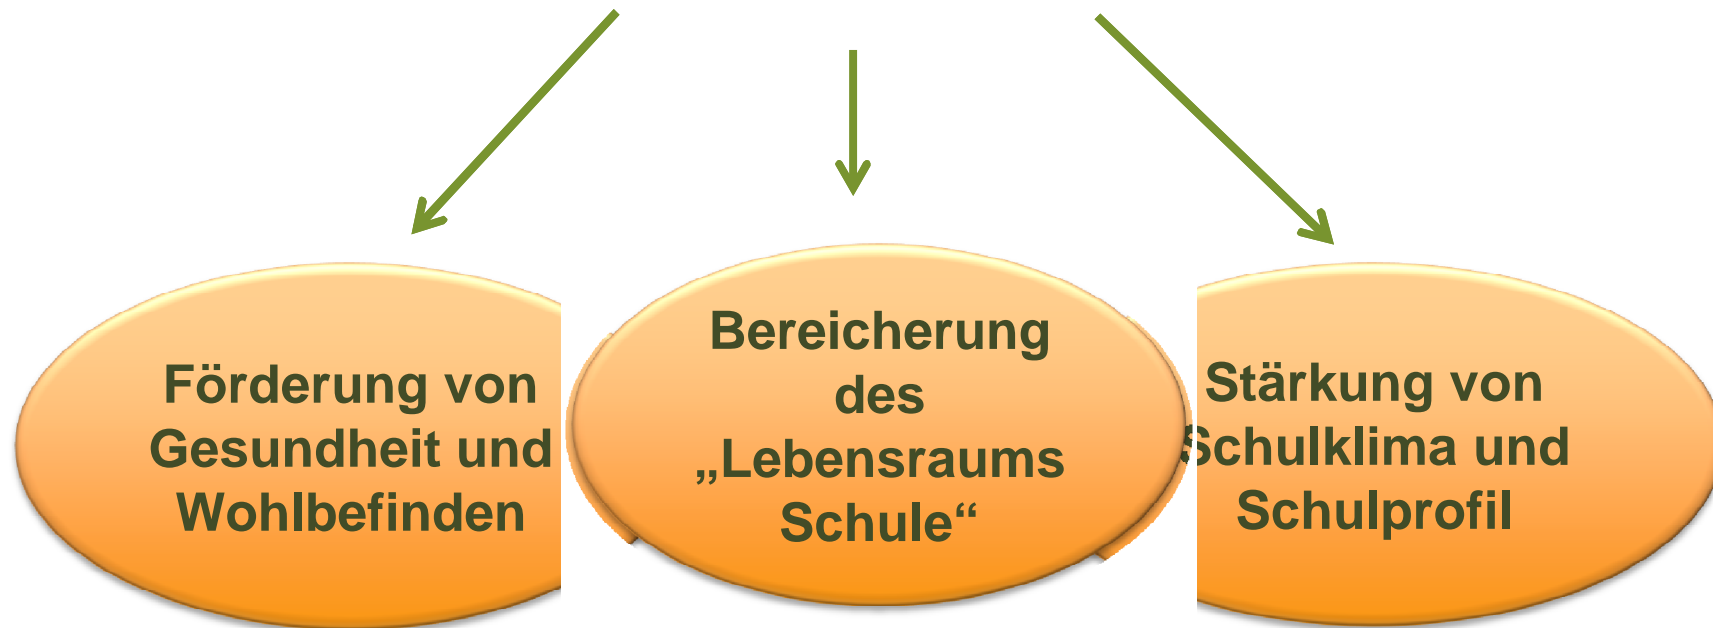 Förderung von
Gesundheit und
Wohlbefinden
Bereicherung
des
„Lebensraums
Schule“
Stärkung von
Schulklima und
Schulprofil